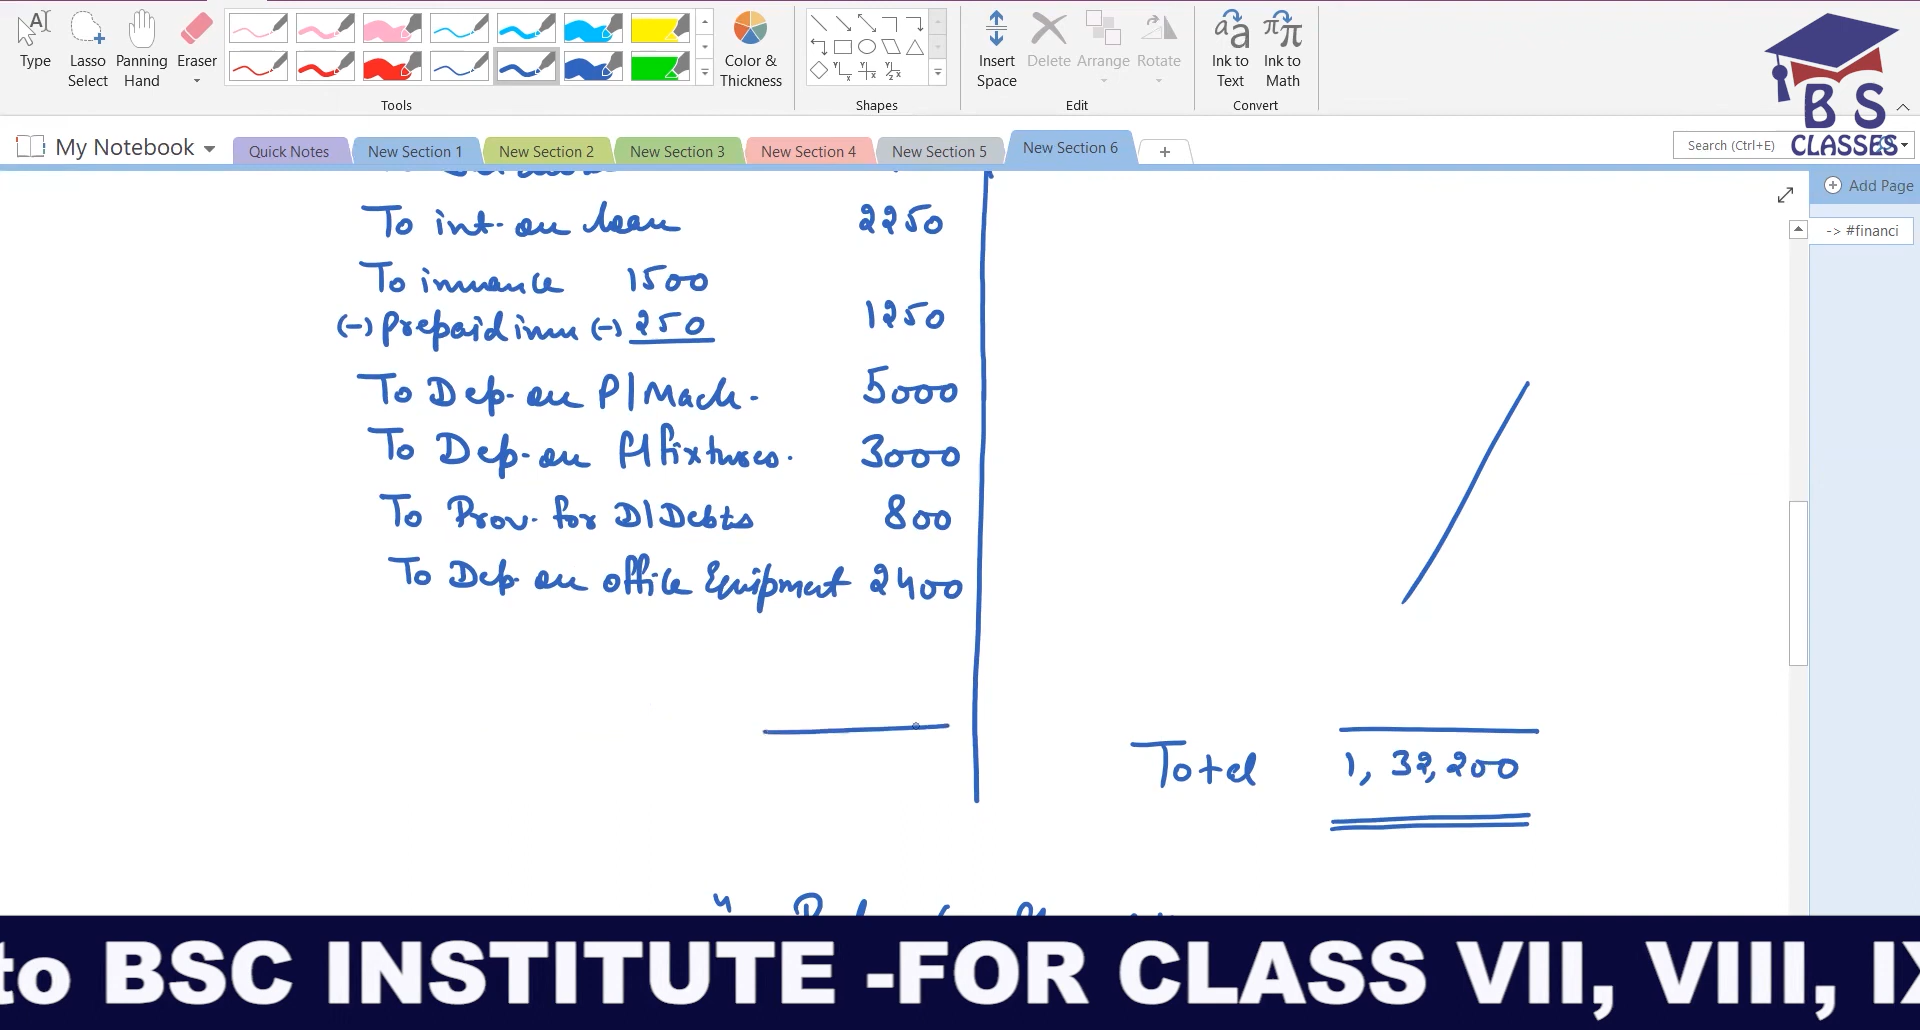 Type
Lasso
Select
Panning
Hand
Eraser
Color &
Thickness
Insert
Space
Delete
Arrange
Rotate
Ink to
Text
Ink to
Math
Tools
Shapes
Edit
Convert
BS
CLASSES
My Notebook
Quick Notes
New Section 1
New Section 2
New Section 3
New Section 4
New Section 5
New Section 6
Search (Ctrl+E)
Add Page
-> #financi
To int. on loan 2250
To insurance 1500
(-) Prepaid insu (-) 250 1250
To Dep. on P/Mach. 5000
To Dep. on f/fixtures. 3000
To Prov. for D/Debts 800
To Dep. on office Equipment 2400
Total 1,32,200
to BSC INSTITUTE -FOR CLASS VII, VIII, IX